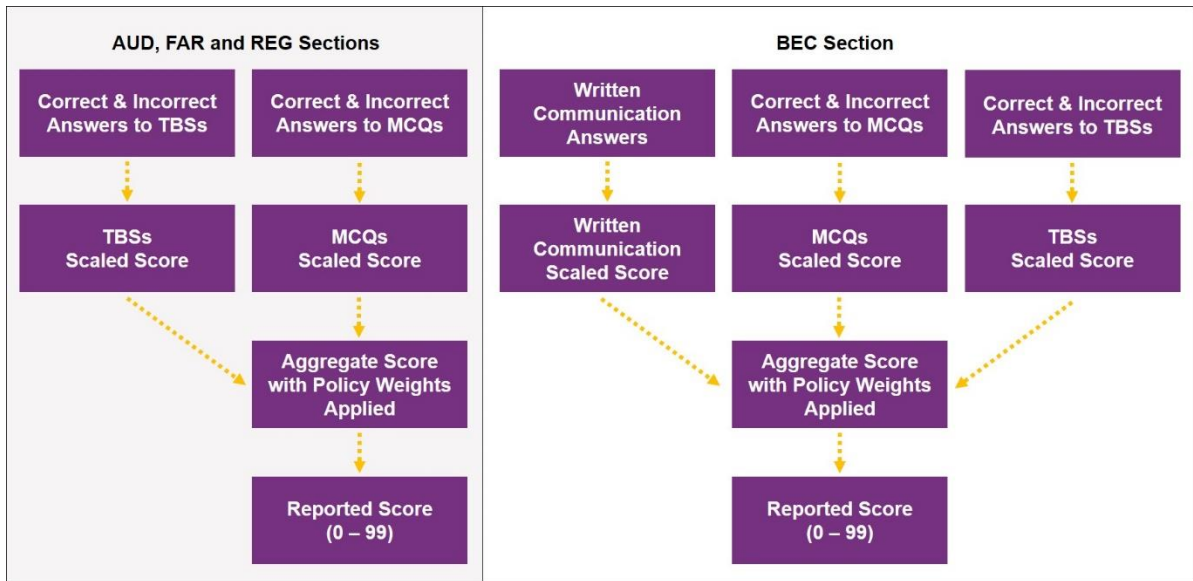 AUD, FAR and REG Sections
Correct & Incorrect
Answers to TBSs
Correct & Incorrect
Answers to MCQs
TBSs
Scaled Score
MCQs
Scaled Score
Aggregate Score
with Policy Weights
Applied
Reported Score
(0 – 99)
BEC Section
Written
Communication
Answers
Correct & Incorrect
Answers to MCQs
Correct & Incorrect
Answers to TBSs
Written
Communication
Scaled Score
MCQs
Scaled Score
TBSs
Scaled Score
Aggregate Score
with Policy Weights
Applied
Reported Score
(0 – 99)